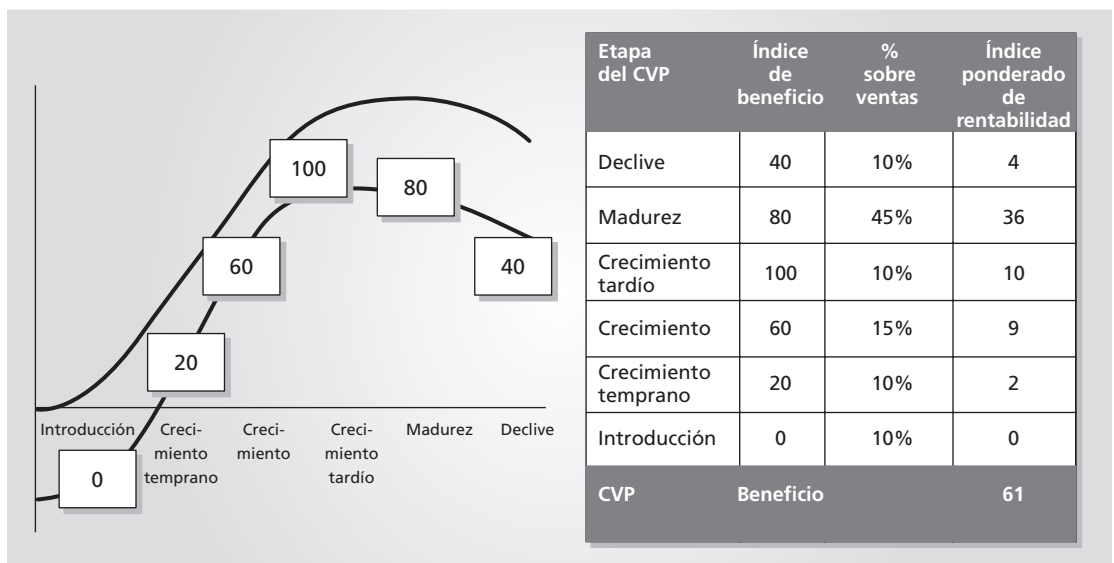 100
80
60
40
20
0
Introducción
Creci-
miento
temprano
Creci-
miento
Creci-
miento
tardío
Madurez
Declive
Etapa
del CVP
Índice
de
beneficio
%
sobre
ventas
Índice
ponderado
de
rentabilidad
Declive 40 10% 4
Madurez 80 45% 36
Crecimiento
tardío
100 10% 10
Crecimiento 60 15% 9
Crecimiento
temprano
20 10% 2
Introducción 0 10% 0
CVP Beneficio 61